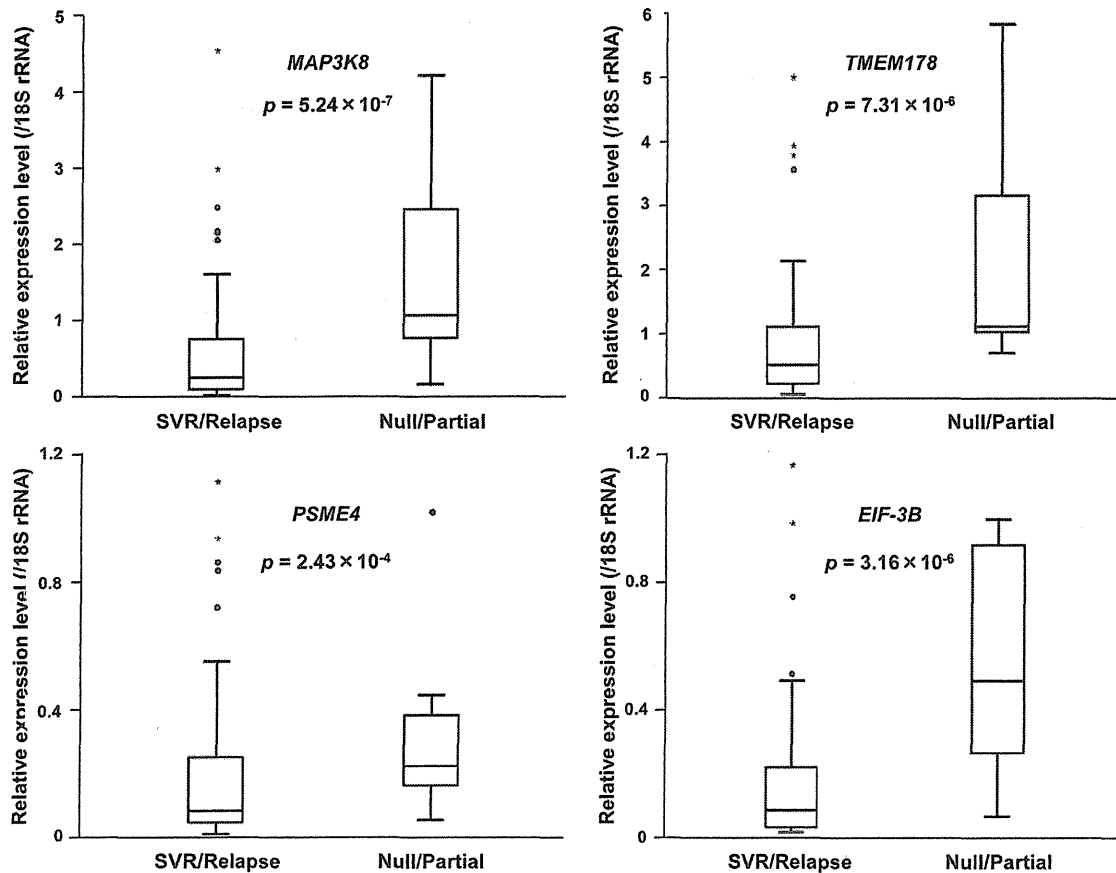 Relative expression level (/18S rRNA)
5
4
3
2
1
0
MAP3K8
p = 5.24 × 10-7
SVR/Relapse
Null/Partial
Relative expression level (/18S rRNA)
6
5
4
3
2
1
0
TMEM178
p = 7.31 × 10-6
SVR/Relapse
Null/Partial
Relative expression level (/18S rRNA)
1.2
0.8
0.4
0
PSME4
p = 2.43 × 10-4
SVR/Relapse
Null/Partial
Relative expression level (/18S rRNA)
1.2
0.8
0.4
0
EIF-3B
p = 3.16 × 10-6
SVR/Relapse
Null/Partial